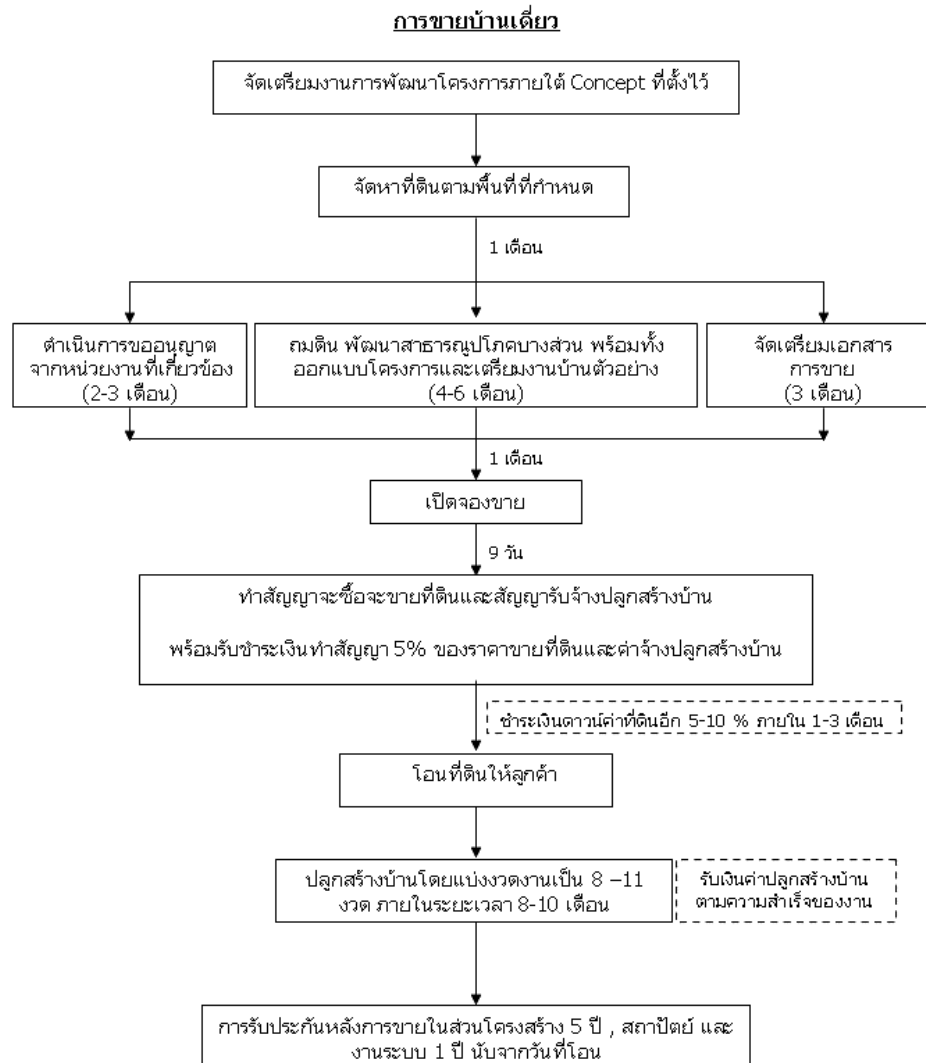 การขายบ้านเดี่ยว
จัดเตรียมงานการพัฒนาโครงการภายใต้ Concept ที่ตั้งไว้
จัดหาที่ดินตามพื้นที่ที่กำหนด
1 เดือน
ดำเนินการขออนุญาต
จากหน่วยงานที่เกี่ยวข้อง
(2-3 เดือน)
ถมดิน พัฒนาสาธารณูปโภคบางส่วน พร้อมทั้ง
ออกแบบโครงการและเตรียมงานบ้านตัวอย่าง
(4-6 เดือน)
จัดเตรียมเอกสาร
การขาย
(3 เดือน)
1 เดือน
เปิดจองขาย
9 วัน
ทำสัญญาจะซื้อจะขายที่ดินและสัญญารับจ้างปลูกสร้างบ้าน
พร้อมรับชำระเงินทำสัญญา 5% ของราคาขายที่ดินและค่าจ้างปลูกสร้างบ้าน
ชำระเงินดาวน์ค่าที่ดินอีก 5-10 % ภายใน 1-3 เดือน
โอนที่ดินให้ลูกค้า
ปลูกสร้างบ้านโดยแบ่งงวดงานเป็น 8 –11
งวด ภายในระยะเวลา 8-10 เดือน
รับเงินค่าปลูกสร้างบ้าน
ตามความสำเร็จของงาน
การรับประกันหลังการขายในส่วนโครงสร้าง 5 ปี , สถาปัตย์ และ
งานระบบ 1 ปี นับจากวันที่โอน